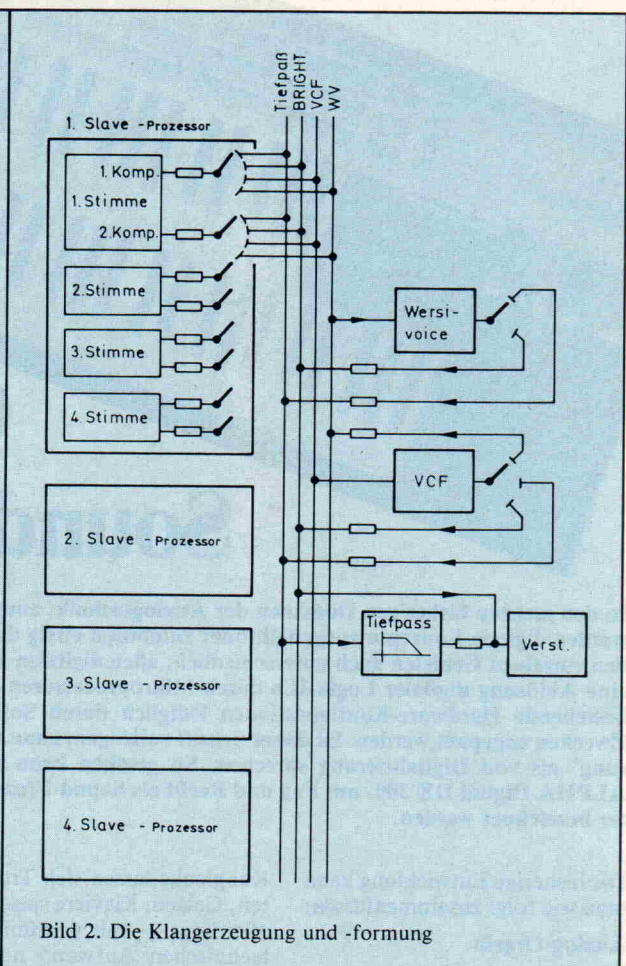 Tiefpaß
BRIGHT
VCF
WV
1. Slave - Prozessor
1. Komp.
1. Stimme
2. Komp.
2. Stimme
3. Stimme
4. Stimme
Wersi-
voice
VCF
2. Slave - Prozessor
Tiefpass
Verst.
3. Slave - Prozessor
4. Slave - Prozessor
Bild 2. Die Klangerzeugung und -formung